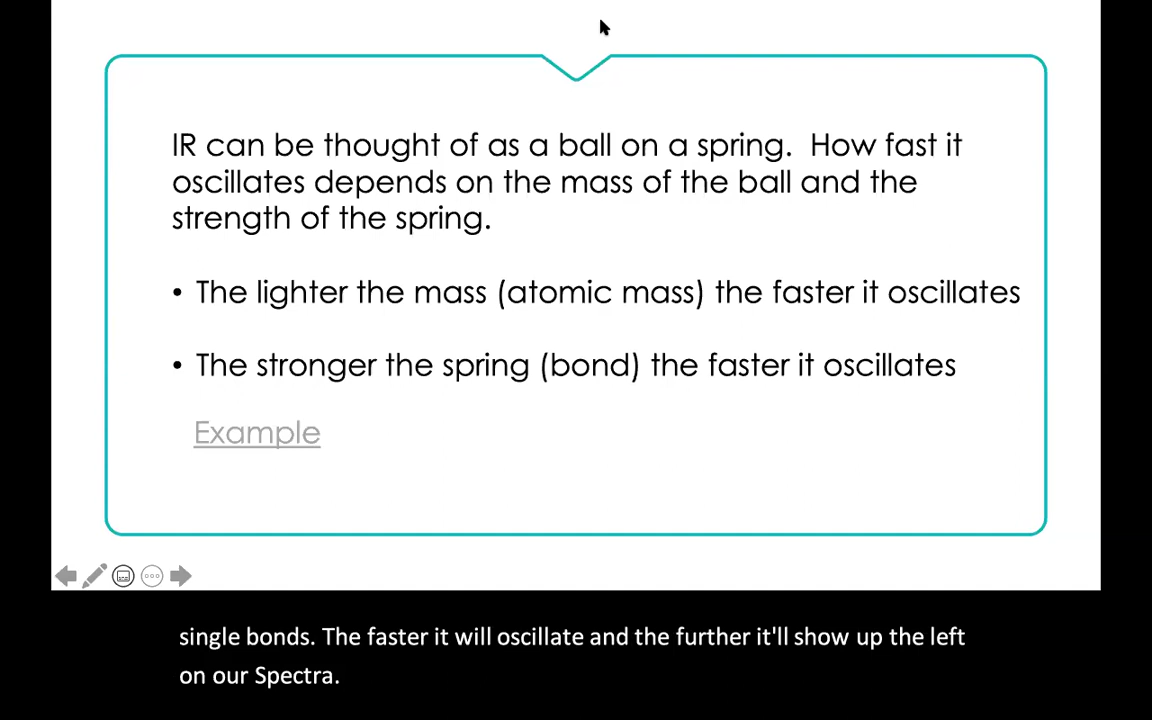 IR can be thought of as a ball on a spring.  How fast it
oscillates depends on the mass of the ball and the
strength of the spring.
• The lighter the mass (atomic mass) the faster it oscillates
• The stronger the spring (bond) the faster it oscillates
Example
single bonds. The faster it will oscillate and the further it'll show up the left
on our Spectra.